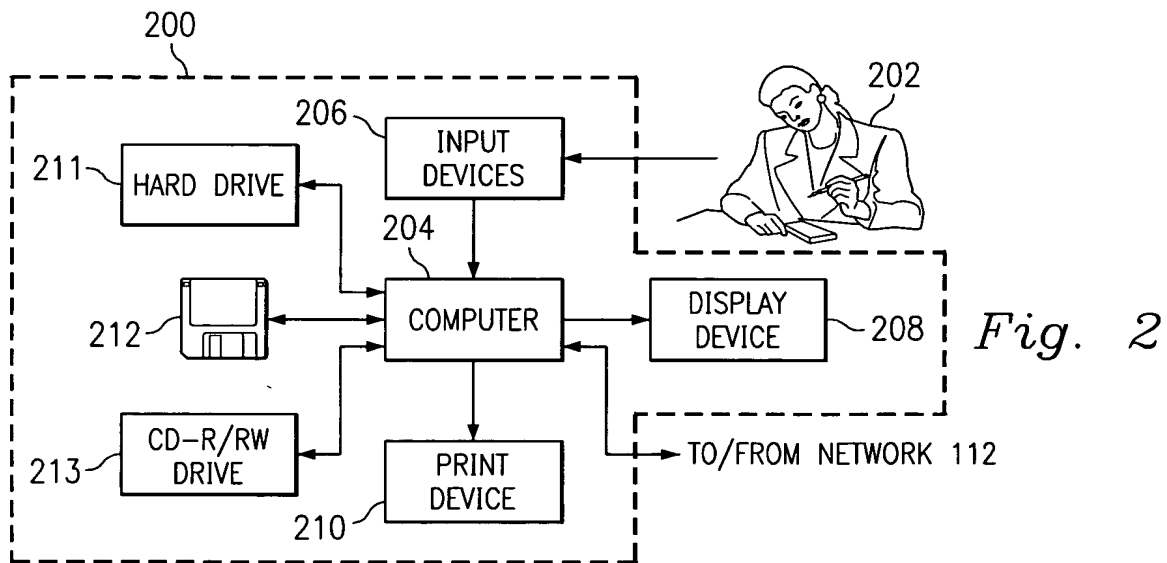 200
202
206
INPUT
DEVICES
211
HARD DRIVE
204
COMPUTER
212
DISPLAY
DEVICE
208
Fig. 2
CD-R/RW
DRIVE
213
PRINT
DEVICE
210
TO/FROM NETWORK 112